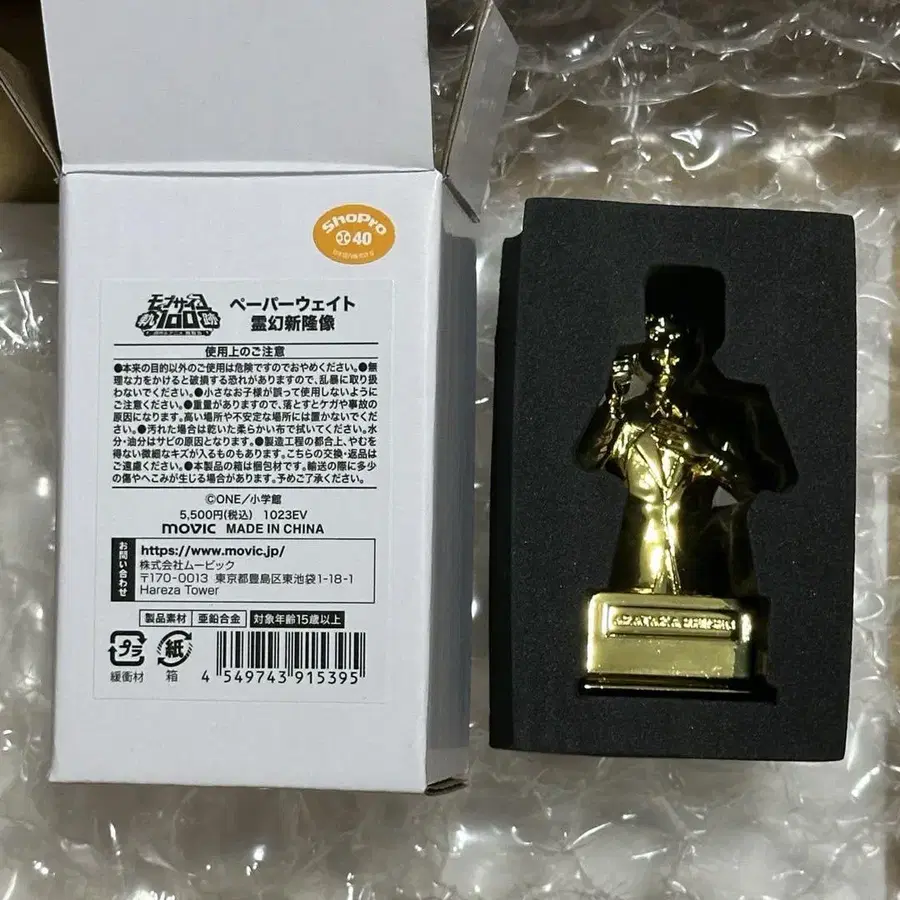 ShoPro
40
モブサイコ
100
ペーパーウェイト
霊幻新隆像
使用上のご注意
●本来の目的以外のご使用は危険ですのでおやめください。●無
理な力をかけると破損する恐れがありますので、乱暴に取り扱
わないでください。●小さなお子様が誤って使用しないように
ご注意ください。●重量がありますので、落とすとケガや事故の
原因になります。高い場所や不安定な場所には置かないでくだ
さい。●汚れた場合は乾いた柔らかい布で拭いてください。水
分・油分はサビの原因となります。●製造工程の都合上、やむを
得ない微細なキズが入るものもあります。こちらの交換・返品は
ご遠慮ください。●本製品の箱は梱包材です。輸送の際に多少
の傷やへこみが生じる場合があります。予めご了承ください。
©ONE/小学館
5,500円(税込) 1023EV
movic MADE IN CHINA
お問い合わせ
https://www.movic.jp/
株式会社ムービック
〒170-0013 東京都豊島区東池袋1-18-1
Hareza Tower
製品素材 亜鉛合金 対象年齢15歳以上
プラ 紙
緩衝材 箱
4 549743 915395